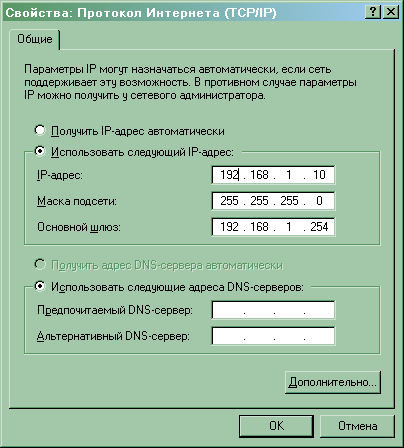 Свойства: Протокол Интернета (TCP/IP)
Общие
Параметры IP могут назначаться автоматически, если сеть
поддерживает эту возможность. В противном случае параметры
IP можно получить у сетевого администратора.
Получить IP-адрес автоматически
Использовать следующий IP-адрес:
IP-адрес: 192 . 168 . 1 . 10
Маска подсети: 255 . 255 . 255 . 0
Основной шлюз: 192 . 168 . 1 . 254
Получить адрес DNS-сервера автоматически
Использовать следующие адреса DNS-серверов:
Предпочитаемый DNS-сервер: . . .
Альтернативный DNS-сервер: . . .
Дополнительно...
OK Отмена